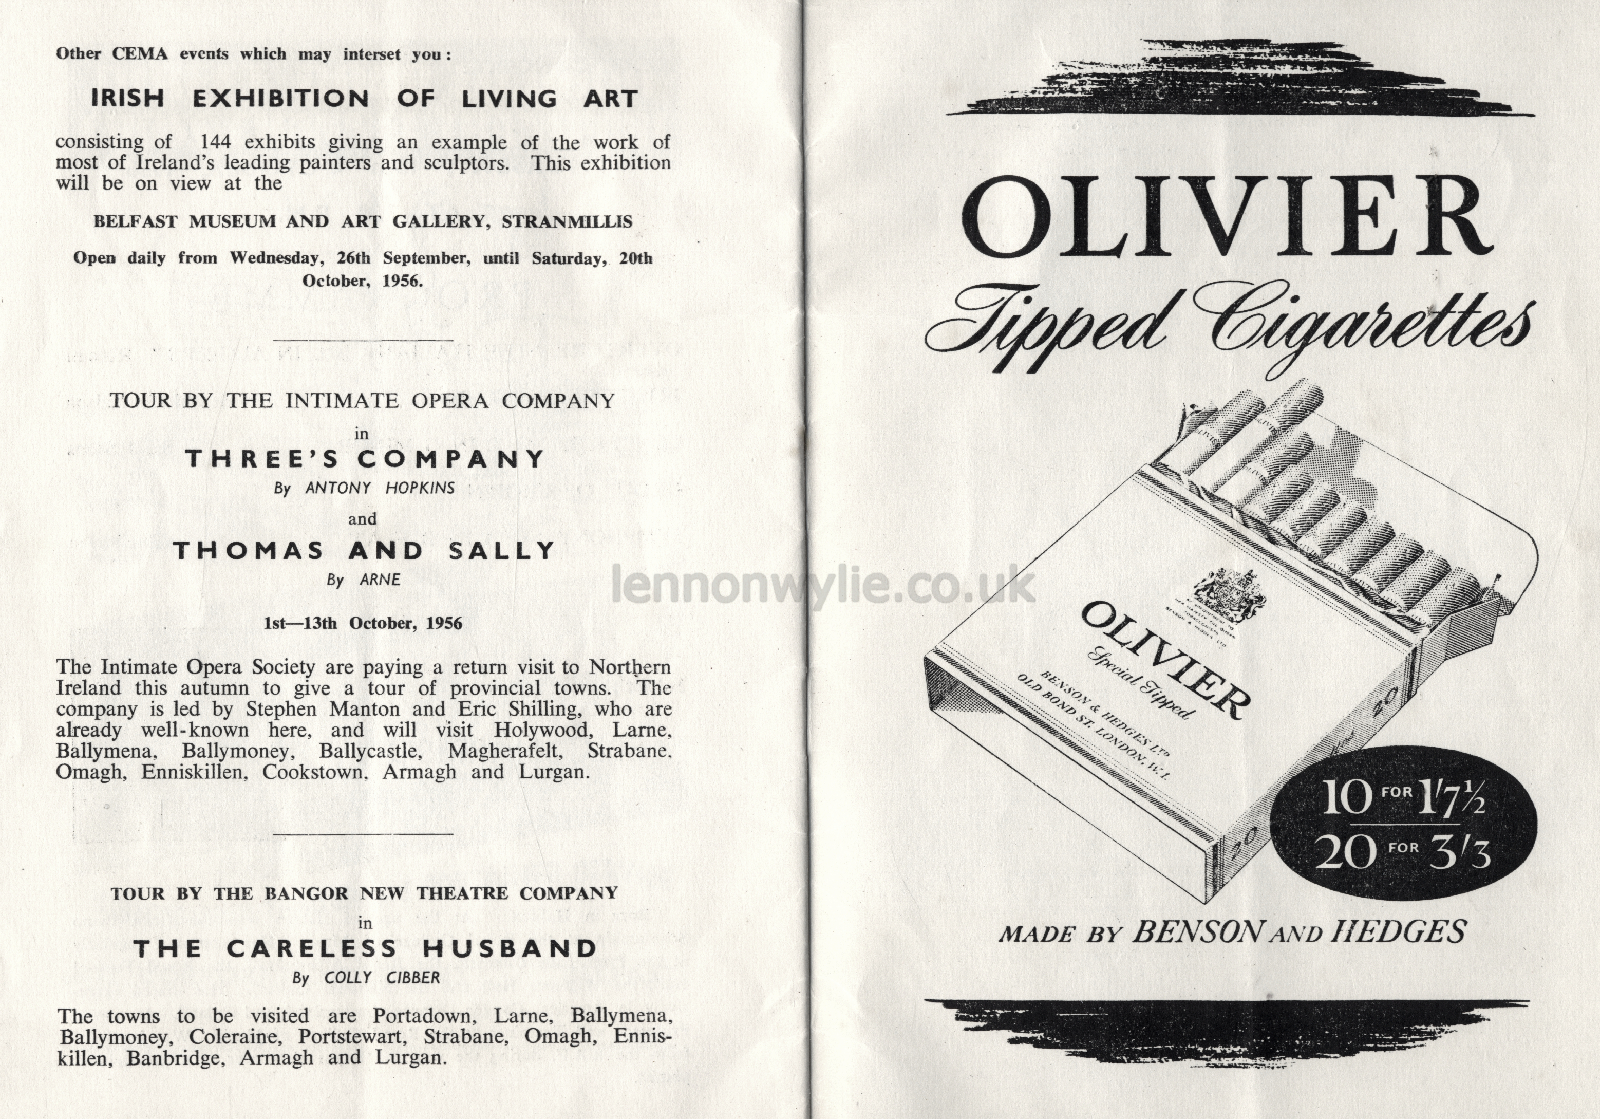 Other CEMA events which may interset you :
IRISH EXHIBITION OF LIVING ART
consisting of 144 exhibits giving an example of the work of
most of Ireland's leading painters and sculptors. This exhibition
will be on view at the
BELFAST MUSEUM AND ART GALLERY, STRANMILLIS
Open daily from Wednesday, 26th September, until Saturday, 20th
October, 1956.
TOUR BY THE INTIMATE OPERA COMPANY
in
THREE'S COMPANY
By ANTONY HOPKINS
and
THOMAS AND SALLY
By ARNE
1st—13th October, 1956
The Intimate Opera Society are paying a return visit to Northern
Ireland this autumn to give a tour of provincial towns. The
company is led by Stephen Manton and Eric Shilling, who are
already well-known here, and will visit Holywood, Larne,
Ballymena, Ballymoney, Ballycastle, Magherafelt, Strabane,
Omagh, Enniskillen, Cookstown, Armagh and Lurgan.
TOUR BY THE BANGOR NEW THEATRE COMPANY
in
THE CARELESS HUSBAND
By COLLY CIBBER
The towns to be visited are Portadown, Larne, Ballymena,
Ballymoney, Coleraine, Portstewart, Strabane, Omagh, Ennis-
killen, Banbridge, Armagh and Lurgan.
lennonwylie.co.uk
OLIVIER
Tipped Cigarettes
OLIVIER
Special Tipped
BENSON & HEDGES LTD
OLD BOND ST. LONDON, W.1.
20
20
10 FOR 1'7½
20 FOR 3'3
MADE BY BENSON AND HEDGES